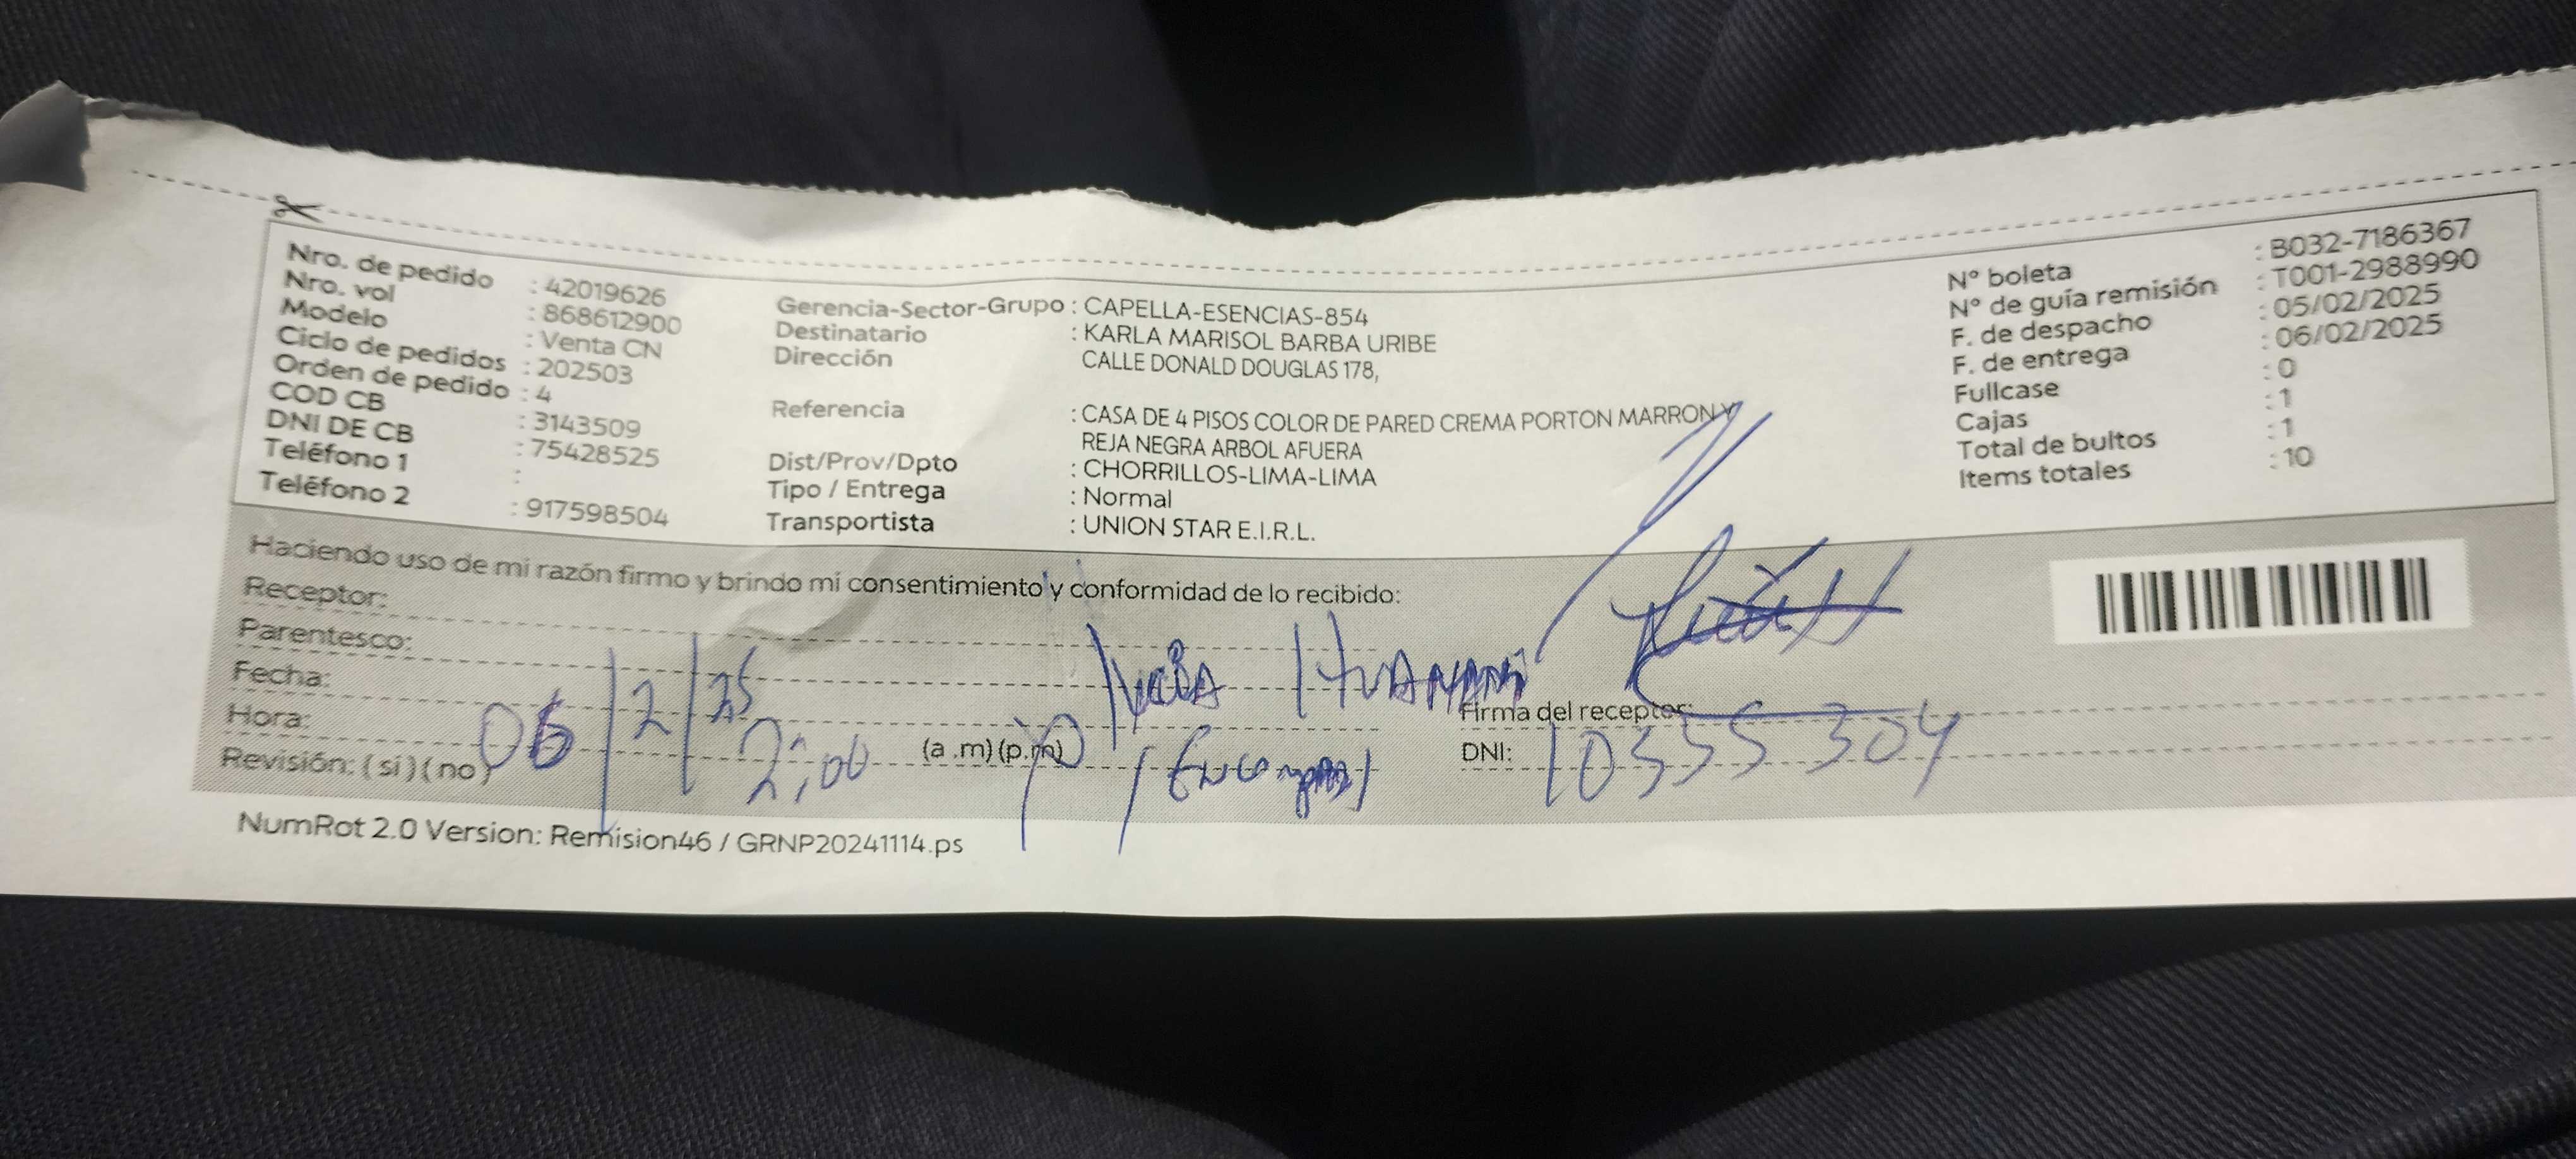 Nro. de pedido : 42019626
Nro. vol : 868612900
Modelo : Venta CN
Ciclo de pedidos : 202503
Orden de pedido : 4
COD CB : 3143509
DNI DE CB : 75428525
Teléfono 1 :
Teléfono 2 : 917598504
Gerencia-Sector-Grupo : CAPELLA-ESENCIAS-854
Destinatario : KARLA MARISOL BARBA URIBE
Dirección CALLE DONALD DOUGLAS 178,
Referencia : CASA DE 4 PISOS COLOR DE PARED CREMA PORTON MARRON Y
REJA NEGRA ARBOL AFUERA
Dist/Prov/Dpto : CHORRILLOS-LIMA-LIMA
Tipo / Entrega : Normal
Transportista : UNION STAR E.I.R.L.
N° boleta : B032-7186367
N° de guía remisión : T001-2988990
F. de despacho : 05/02/2025
F. de entrega : 06/02/2025
Fullcase : 0
Cajas : 1
Total de bultos : 1
Items totales : 10
Haciendo uso de mi razón firmo y brindo mi consentimiento y conformidad de lo recibido:
Receptor:
Parentesco:
Fecha: 06/2/25
Hora: 2:00 (a .m) (p.m)
Revisión: ( si ) ( no )
Firma del receptor:
DNI: 10555304
NumRot 2.0 Version: Remision46 / GRNP20241114.ps